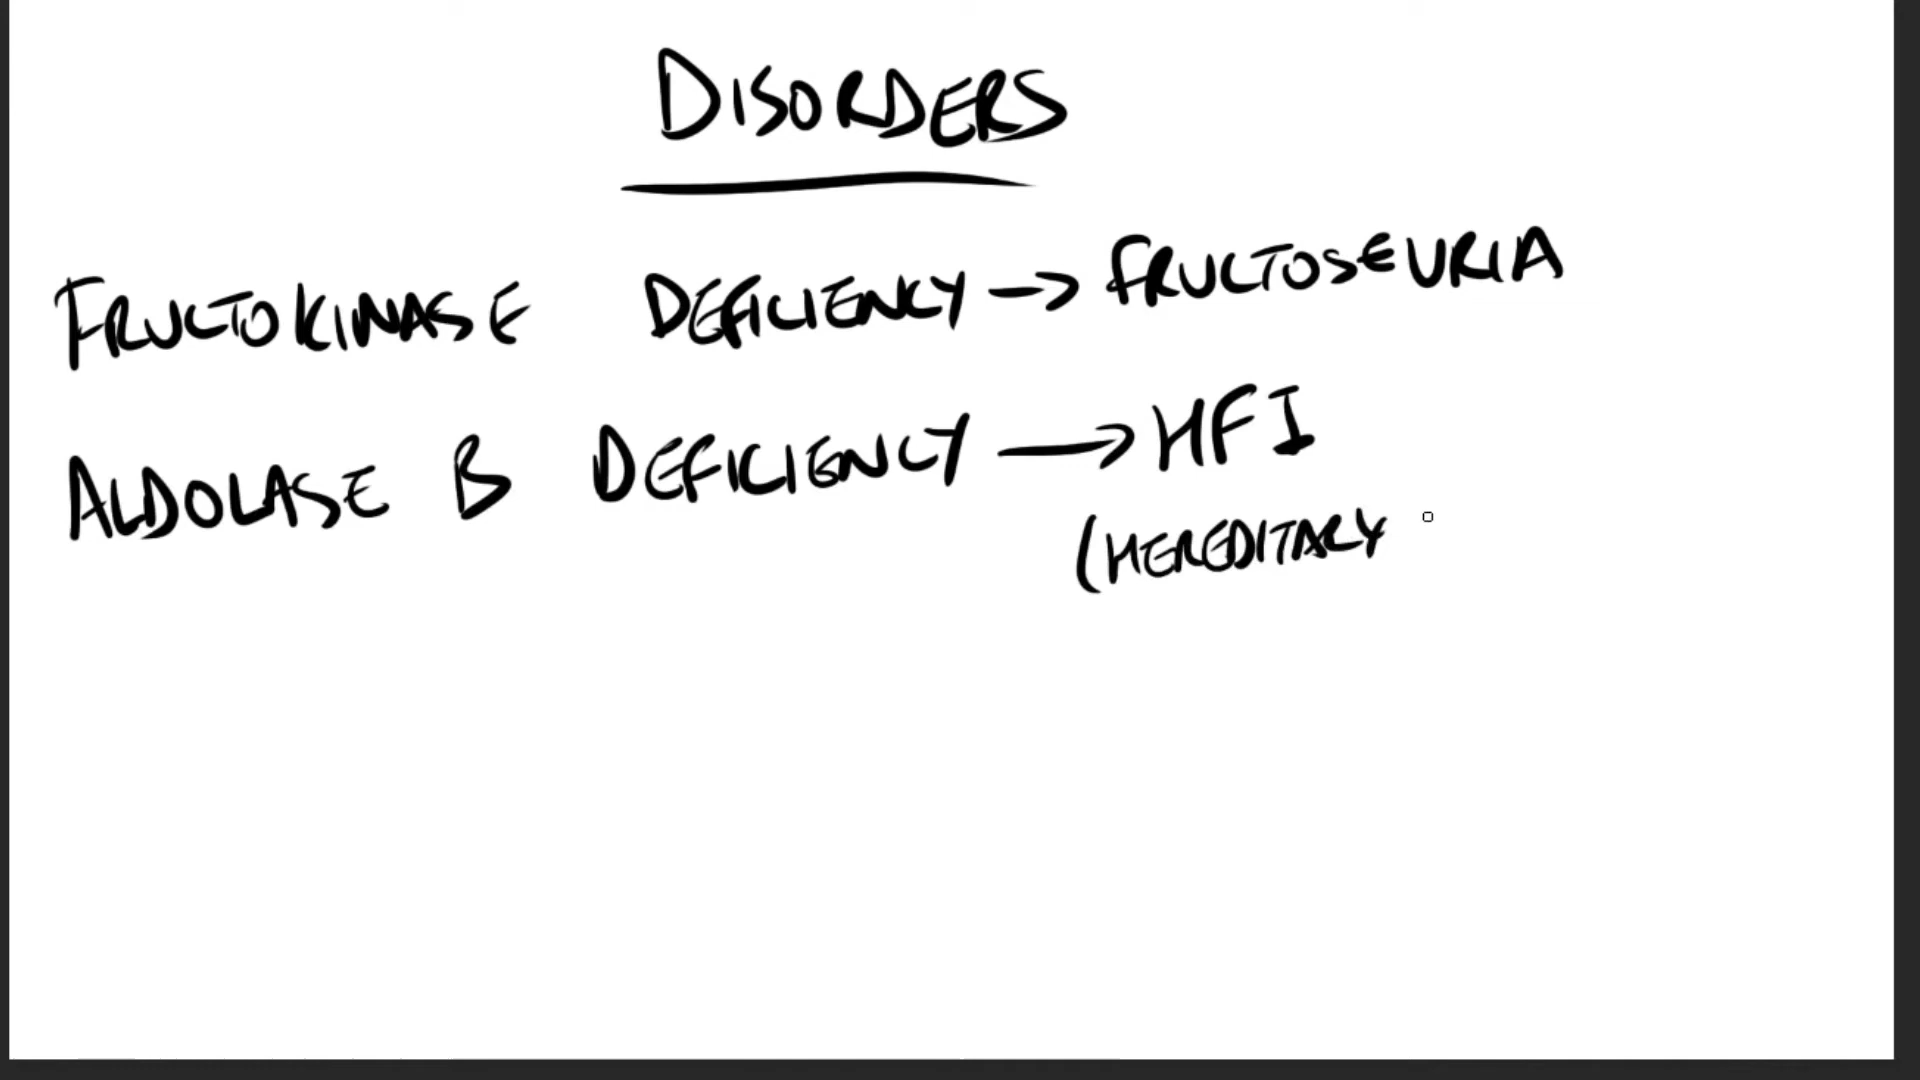 DISORDERS
FRUCTOKINASE DEFICIENCY → FRUCTOSEURIA
ALDOLASE B DEFICIENCY → HFI
(HEREDITARY